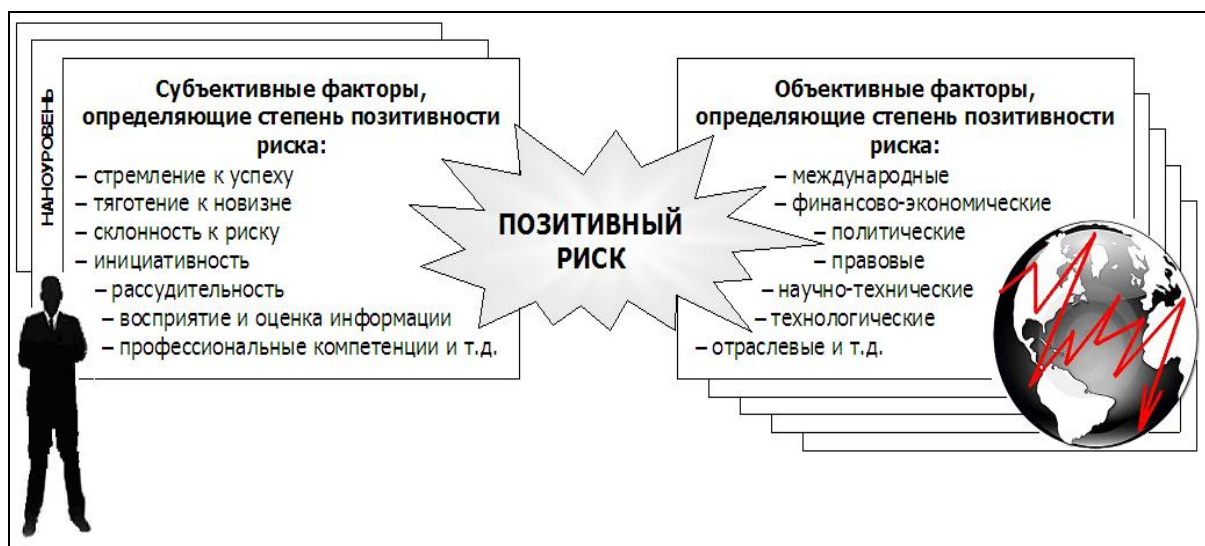 НАНОУРОВЕНЬ
Субъективные факторы,
определяющие степень позитивности
риска:
– стремление к успеху
– тяготение к новизне
– склонность к риску
– инициативность
– рассудительность
– восприятие и оценка информации
– профессиональные компетенции и т.д.
ПОЗИТИВНЫЙ
РИСК
Объективные факторы,
определяющие степень позитивности
риска:
– международные
– финансово-экономические
– политические
– правовые
– научно-технические
– технологические
– отраслевые и т.д.